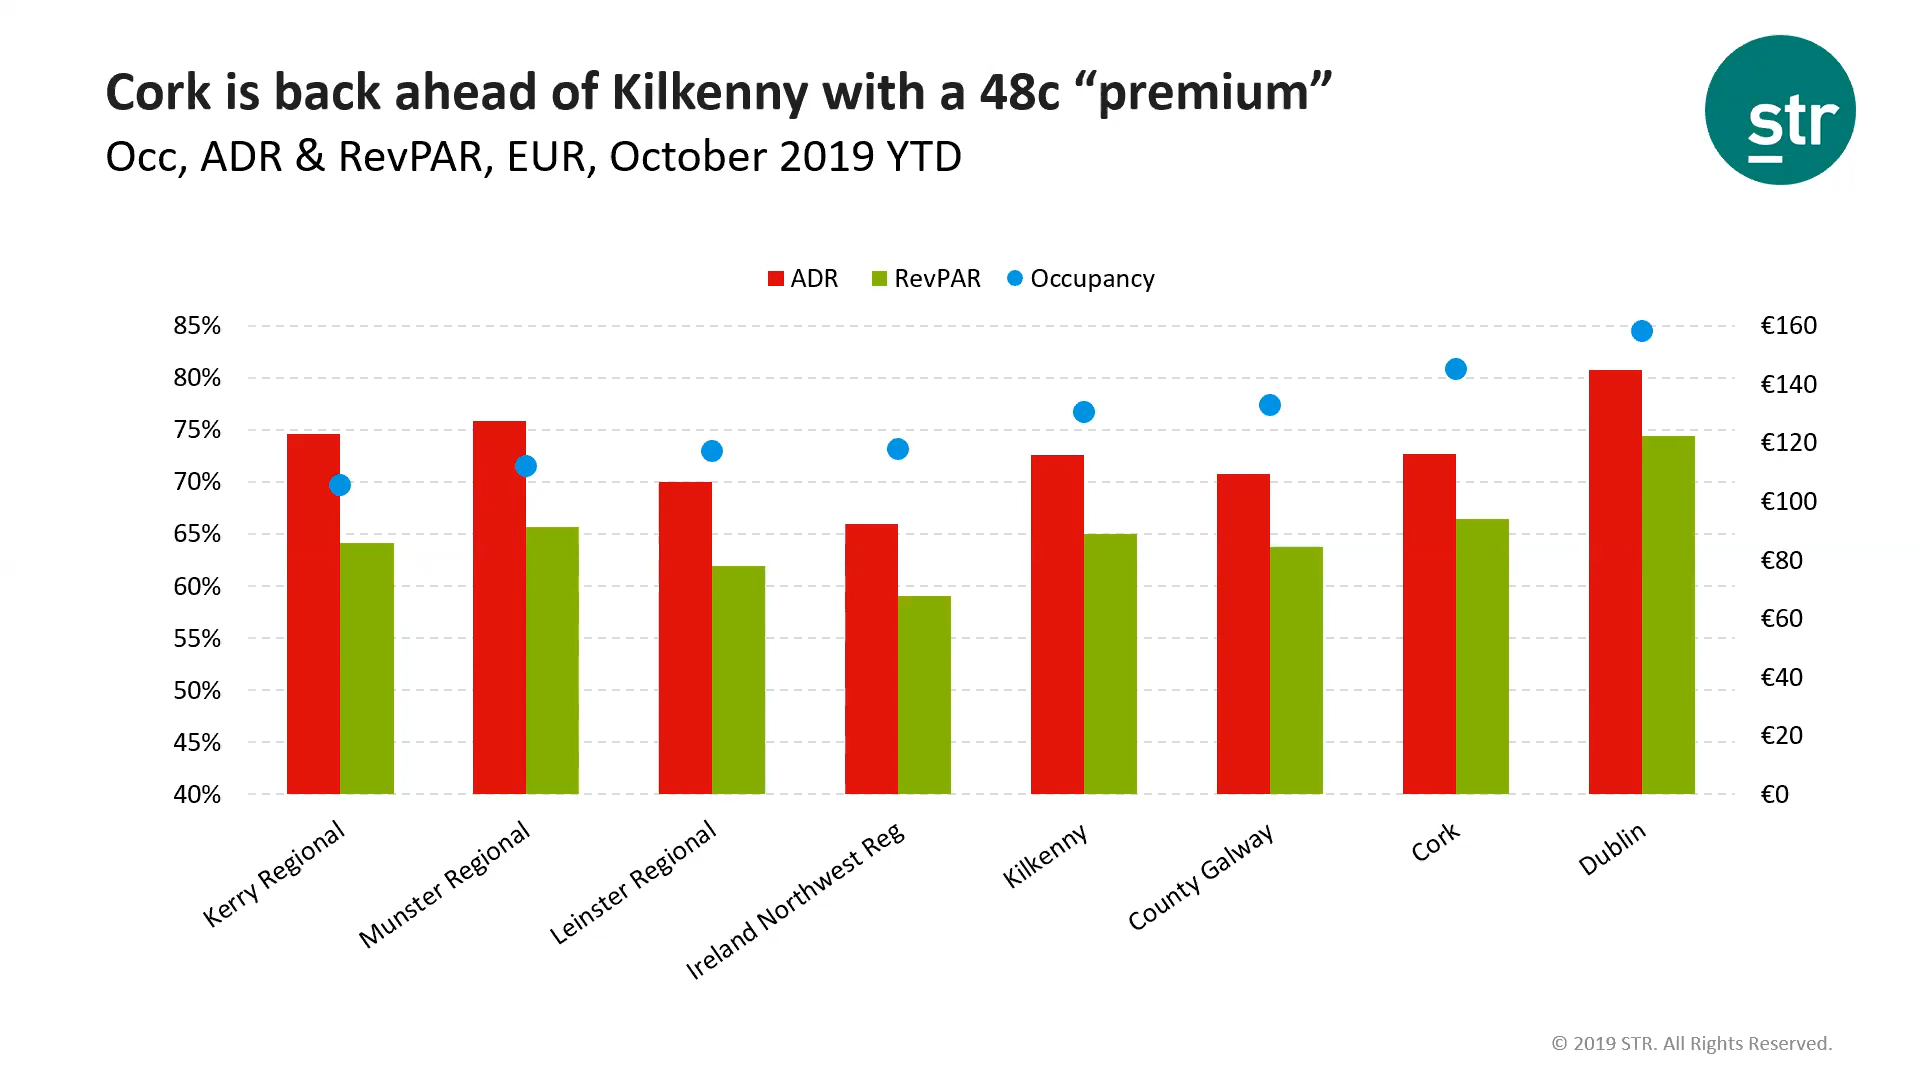 Cork is back ahead of Kilkenny with a 48c “premium”
Occ, ADR & RevPAR, EUR, October 2019 YTD
str
ADR RevPAR Occupancy
85% €160
80% €140
75% €120
70% €100
65% €80
60% €60
55% €40
50% €20
45% €0
40%
Kerry Regional
Munster Regional
Leinster Regional
Ireland Northwest Reg
Kilkenny
County Galway
Cork
Dublin
© 2019 STR. All Rights Reserved.